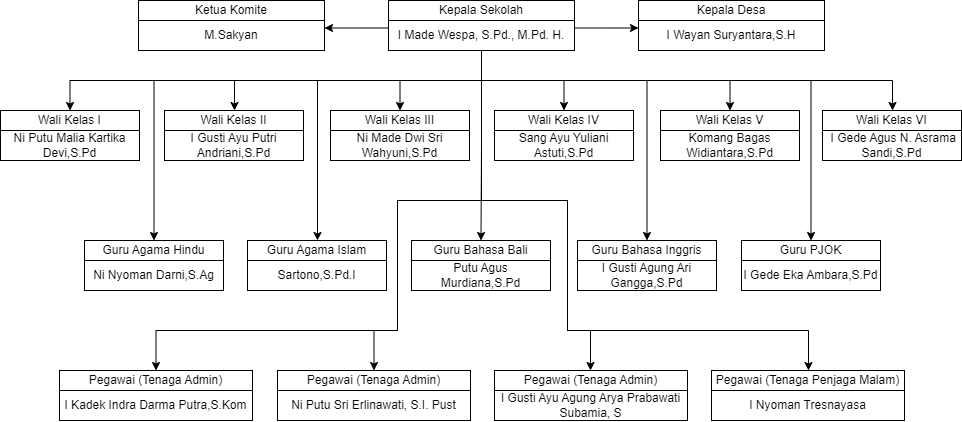 Ketua Komite
M.Sakyan
Kepala Sekolah
I Made Wespa, S.Pd., M.Pd. H.
Kepala Desa
I Wayan Suryantara,S.H
Wali Kelas I
Ni Putu Malia Kartika
Devi,S.Pd
Wali Kelas II
I Gusti Ayu Putri
Andriani,S.Pd
Wali Kelas III
Ni Made Dwi Sri
Wahyuni,S.Pd
Wali Kelas IV
Sang Ayu Yuliani
Astuti,S.Pd
Wali Kelas V
Komang Bagas
Widiantara,S.Pd
Wali Kelas VI
I Gede Agus N. Asrama
Sandi,S.Pd
Guru Agama Hindu
Ni Nyoman Darni,S.Ag
Guru Agama Islam
Sartono,S.Pd.I
Guru Bahasa Bali
Putu Agus
Murdiana,S.Pd
Guru Bahasa Inggris
I Gusti Agung Ari
Gangga,S.Pd
Guru PJOK
I Gede Eka Ambara,S.Pd
Pegawai (Tenaga Admin)
I Kadek Indra Darma Putra,S.Kom
Pegawai (Tenaga Admin)
Ni Putu Sri Erlinawati, S.I. Pust
Pegawai (Tenaga Admin)
I Gusti Ayu Agung Arya Prabawati
Subamia, S
Pegawai (Tenaga Penjaga Malam)
I Nyoman Tresnayasa